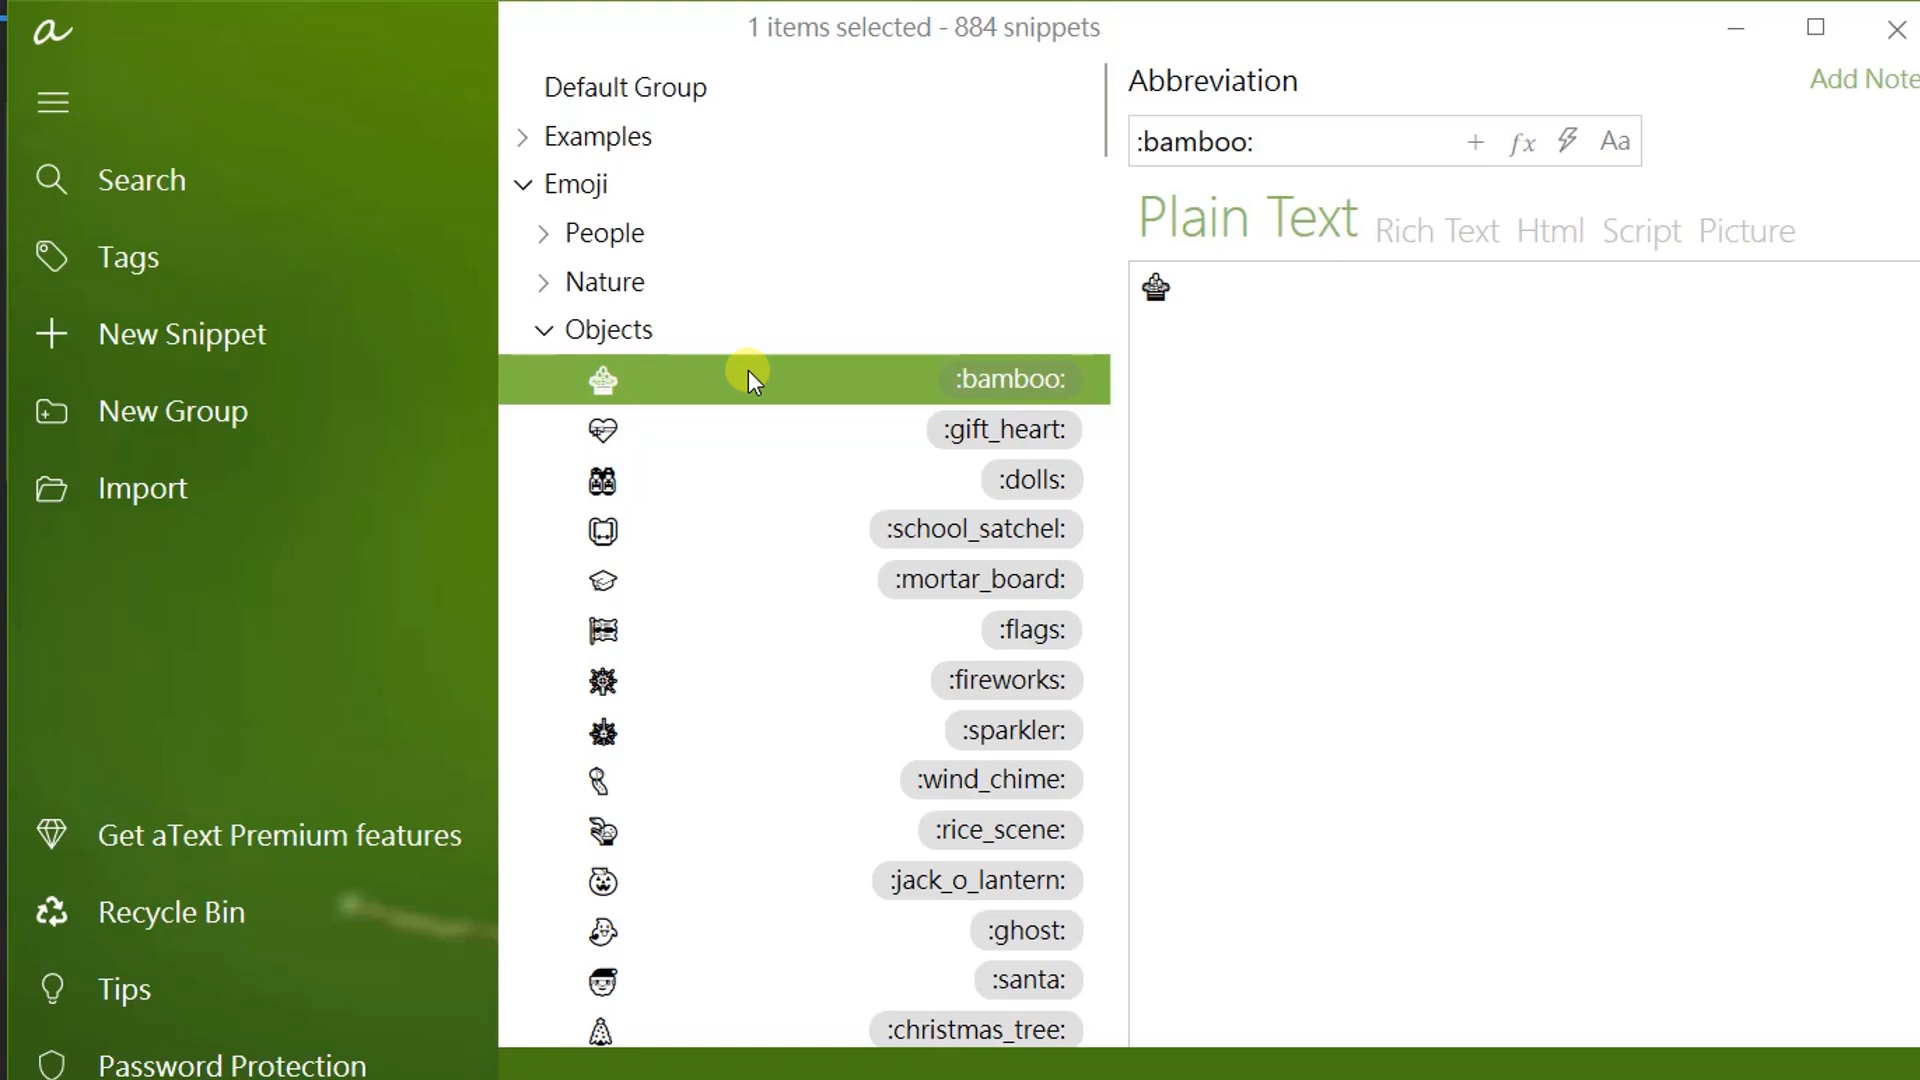 a
1 items selected - 884 snippets
Search
Tags
New Snippet
New Group
Import
Get aText Premium features
Recycle Bin
Tips
Password Protection
Default Group
Examples
Emoji
People
Nature
Objects
:bamboo:
:gift_heart:
:dolls:
:school_satchel:
:mortar_board:
:flags:
:fireworks:
:sparkler:
:wind_chime:
:rice_scene:
:jack_o_lantern:
:ghost:
:santa:
:christmas_tree:
Abbreviation Add Note
:bamboo: + fx Aa
Plain Text Rich Text Html Script Picture